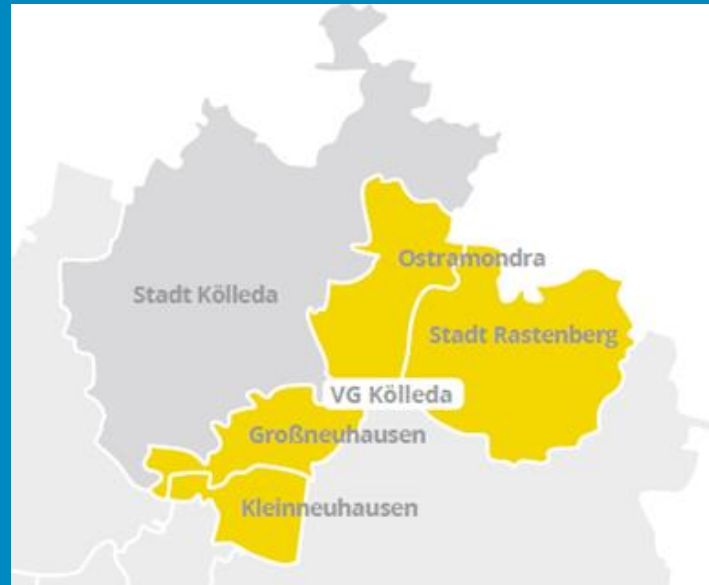 Ostramondra
Stadt Kölleda
Stadt Rastenberg
VG Kölleda
Großneuhausen
Kleinneuhausen